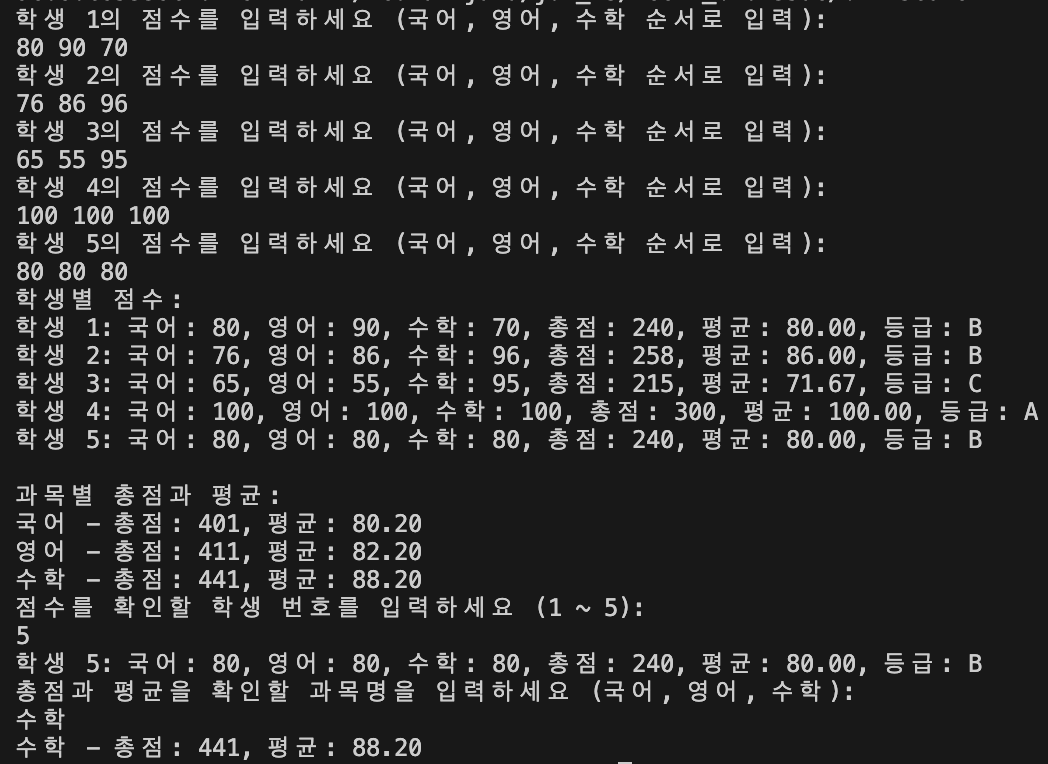 학생 1의 점수를 입력하세요 (국어, 영어, 수학 순서로 입력):
80 90 70
학생 2의 점수를 입력하세요 (국어, 영어, 수학 순서로 입력):
76 86 96
학생 3의 점수를 입력하세요 (국어, 영어, 수학 순서로 입력):
65 55 95
학생 4의 점수를 입력하세요 (국어, 영어, 수학 순서로 입력):
100 100 100
학생 5의 점수를 입력하세요 (국어, 영어, 수학 순서로 입력):
80 80 80
학생별 점수:
학생 1: 국어: 80, 영어: 90, 수학: 70, 총점: 240, 평균: 80.00, 등급: B
학생 2: 국어: 76, 영어: 86, 수학: 96, 총점: 258, 평균: 86.00, 등급: B
학생 3: 국어: 65, 영어: 55, 수학: 95, 총점: 215, 평균: 71.67, 등급: C
학생 4: 국어: 100, 영어: 100, 수학: 100, 총점: 300, 평균: 100.00, 등급: A
학생 5: 국어: 80, 영어: 80, 수학: 80, 총점: 240, 평균: 80.00, 등급: B
과목별 총점과 평균:
국어 - 총점: 401, 평균: 80.20
영어 - 총점: 411, 평균: 82.20
수학 - 총점: 441, 평균: 88.20
점수를 확인할 학생 번호를 입력하세요 (1 ~ 5):
5
학생 5: 국어: 80, 영어: 80, 수학: 80, 총점: 240, 평균: 80.00, 등급: B
총점과 평균을 확인할 과목명을 입력하세요 (국어, 영어, 수학):
수학
수학 - 총점: 441, 평균: 88.20